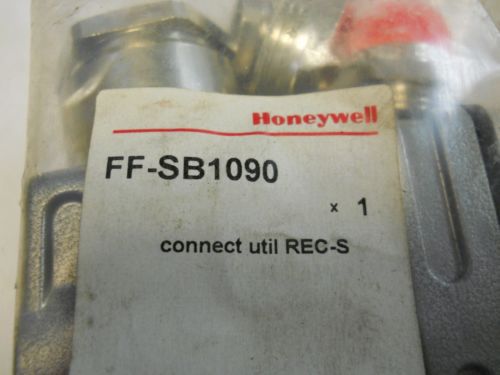 Honeywell
FF-SB1090
x 1
connect util REC-S